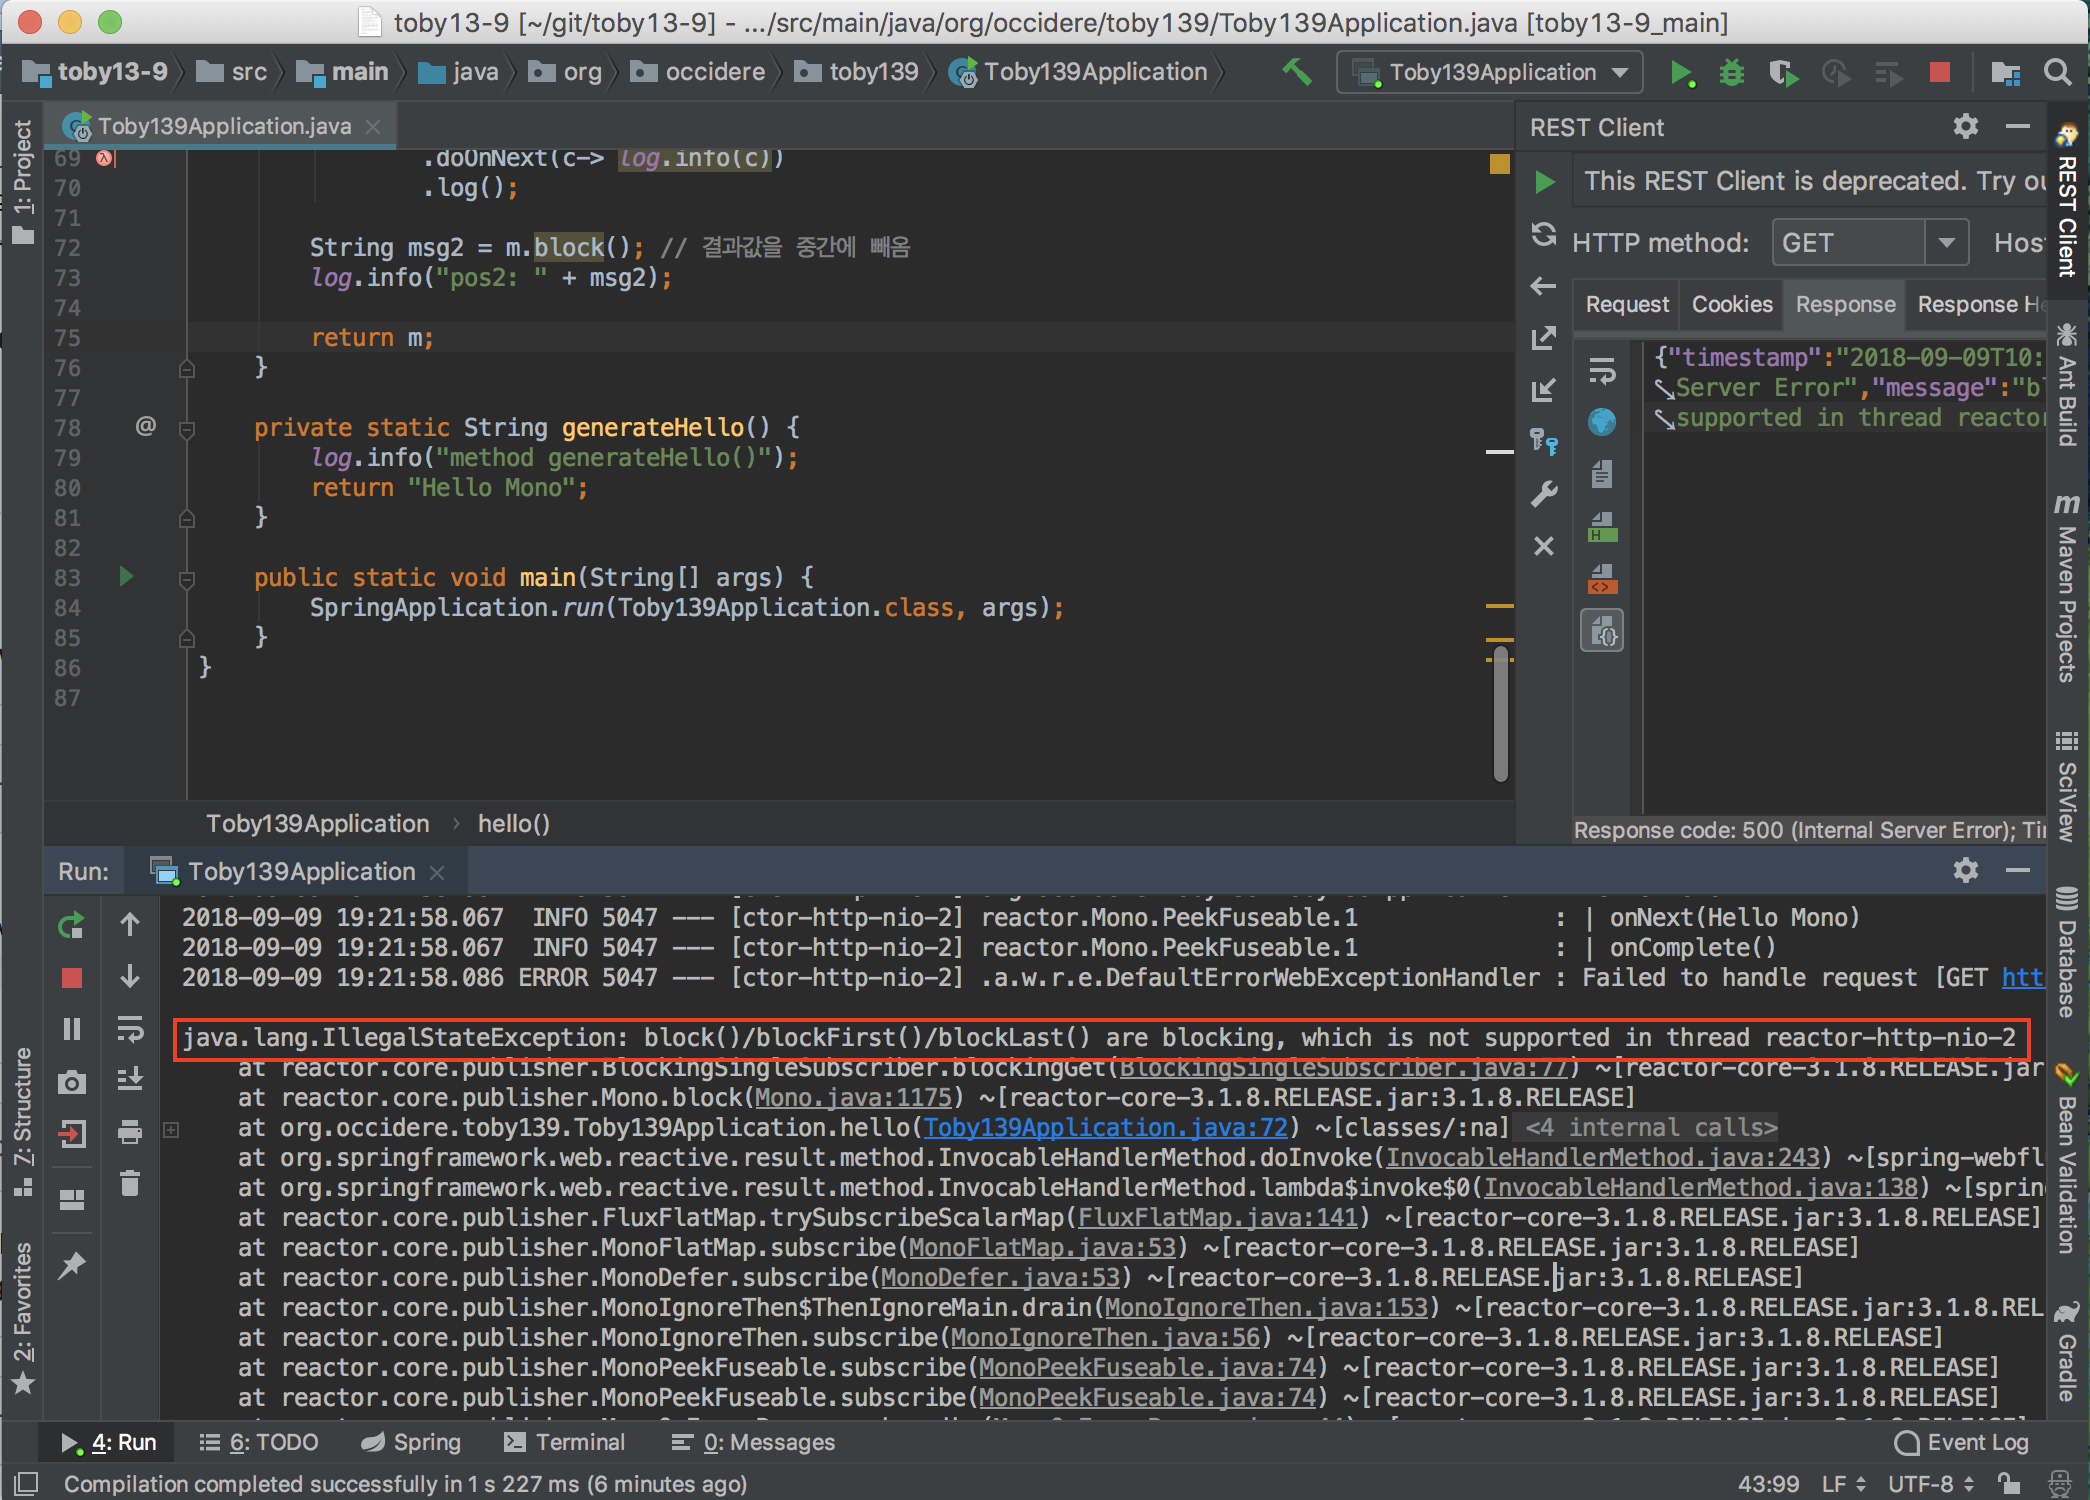 toby13-9 [~/git/toby13-9] - .../src/main/java/org/occidere/toby139/Toby139Application.java [toby13-9_main]
toby13-9 src main java org occidere toby139 Toby139Application
Toby139Application
Toby139Application.java
1: Project
69 .doOnNext(c-> log.info(c))
70 .log();
71
72 String msg2 = m.block(); // 결과값을 중간에 빼옴
73 log.info("pos2: " + msg2);
74
75 return m;
76 }
77
78 @ private static String generateHello() {
79 log.info("method generateHello()");
80 return "Hello Mono";
81 }
82
83 public static void main(String[] args) {
84 SpringApplication.run(Toby139Application.class, args);
85 }
86 }
87
Toby139Application › hello()
REST Client
This REST Client is deprecated. Try
HTTP method: GET
Request Cookies Response Response
{"timestamp":"2018-09-09T10:
Server Error","message":"bl
supported in thread reactor
Response code: 500 (Internal Server Error);
REST Client
Ant Build
Maven Projects
SciView
Database
Bean Validation
Gradle
Run: Toby139Application
7: Structure
2: Favorites
2018-09-09 19:21:58.067 INFO 5047 --- [ctor-http-nio-2] reactor.Mono.PeekFuseable.1 : | onNext(Hello Mono)
2018-09-09 19:21:58.067 INFO 5047 --- [ctor-http-nio-2] reactor.Mono.PeekFuseable.1 : | onComplete()
2018-09-09 19:21:58.086 ERROR 5047 --- [ctor-http-nio-2] .a.w.r.e.DefaultErrorWebExceptionHandler : Failed to handle request [GET htt
java.lang.IllegalStateException: block()/blockFirst()/blockLast() are blocking, which is not supported in thread reactor-http-nio-2
at reactor.core.publisher.BlockingSingleSubscriber.blockingGet(BlockingSingleSubscriber.java:77) ~[reactor-core-3.1.8.RELEASE.jar
at reactor.core.publisher.Mono.block(Mono.java:1175) ~[reactor-core-3.1.8.RELEASE.jar:3.1.8.RELEASE]
at org.occidere.toby139.Toby139Application.hello(Toby139Application.java:72) ~[classes/:na] <4 internal calls>
at org.springframework.web.reactive.result.method.InvocableHandlerMethod.doInvoke(InvocableHandlerMethod.java:243) ~[spring-webfl
at org.springframework.web.reactive.result.method.InvocableHandlerMethod.lambda$invoke$0(InvocableHandlerMethod.java:138) ~[sprin
at reactor.core.publisher.FluxFlatMap.trySubscribeScalarMap(FluxFlatMap.java:141) ~[reactor-core-3.1.8.RELEASE.jar:3.1.8.RELEASE]
at reactor.core.publisher.MonoFlatMap.subscribe(MonoFlatMap.java:53) ~[reactor-core-3.1.8.RELEASE.jar:3.1.8.RELEASE]
at reactor.core.publisher.MonoDefer.subscribe(MonoDefer.java:53) ~[reactor-core-3.1.8.RELEASE.jar:3.1.8.RELEASE]
at reactor.core.publisher.MonoIgnoreThen$ThenIgnoreMain.drain(MonoIgnoreThen.java:153) ~[reactor-core-3.1.8.RELEASE.jar:3.1.8.REL
at reactor.core.publisher.MonoIgnoreThen.subscribe(MonoIgnoreThen.java:56) ~[reactor-core-3.1.8.RELEASE.jar:3.1.8.RELEASE]
at reactor.core.publisher.MonoPeekFuseable.subscribe(MonoPeekFuseable.java:74) ~[reactor-core-3.1.8.RELEASE.jar:3.1.8.RELEASE]
at reactor.core.publisher.MonoPeekFuseable.subscribe(MonoPeekFuseable.java:74) ~[reactor-core-3.1.8.RELEASE.jar:3.1.8.RELEASE]
4: Run 6: TODO Spring Terminal 0: Messages Event Log
Compilation completed successfully in 1 s 227 ms (6 minutes ago) 43:99 LF UTF-8